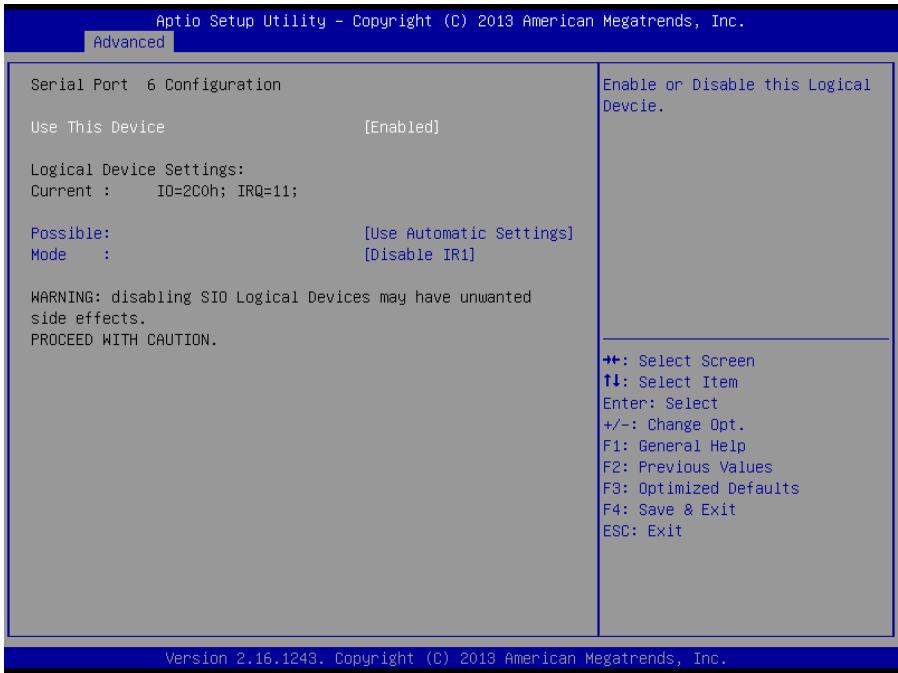 Aptio Setup Utility – Copyright (C) 2013 American Megatrends, Inc.
Advanced
Serial Port 6 Configuration
Use This Device [Enabled]
Logical Device Settings:
Current : IO=2C0h; IRQ=11;
Possible: [Use Automatic Settings]
Mode : [Disable IR1]
WARNING: disabling SIO Logical Devices may have unwanted
side effects.
PROCEED WITH CAUTION.
Enable or Disable this Logical
Devcie.
→←: Select Screen
↑↓: Select Item
Enter: Select
+/-: Change Opt.
F1: General Help
F2: Previous Values
F3: Optimized Defaults
F4: Save & Exit
ESC: Exit
Version 2.16.1243. Copyright (C) 2013 American Megatrends, Inc.